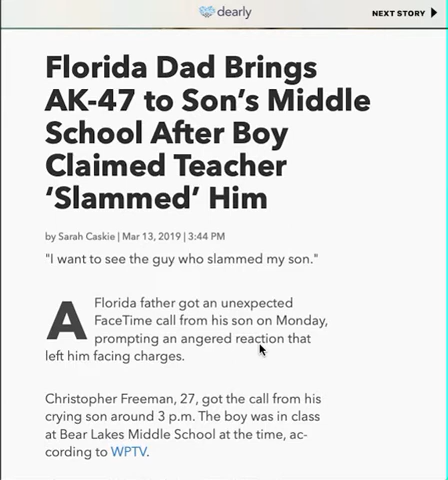 dearly
NEXT STORY
Florida Dad Brings
AK-47 to Son's Middle
School After Boy
Claimed Teacher
'Slammed' Him
by Sarah Caskie | Mar 13, 2019 | 3:44 PM
"I want to see the guy who slammed my son."
A Florida father got an unexpected
FaceTime call from his son on Monday,
prompting an angered reaction that
left him facing charges.
Christopher Freeman, 27, got the call from his
crying son around 3 p.m. The boy was in class
at Bear Lakes Middle School at the time, ac-
cording to WPTV.